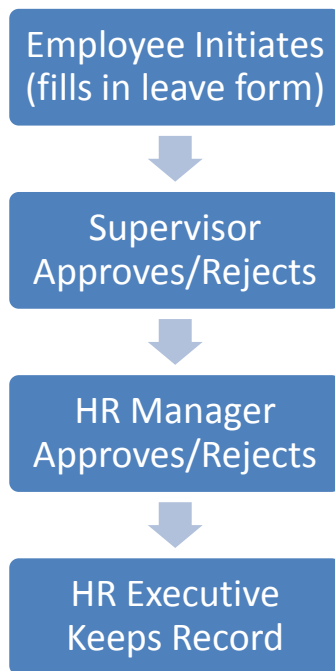 Employee Initiates
(fills in leave form)
Supervisor
Approves/Rejects
HR Manager
Approves/Rejects
HR Executive
Keeps Record